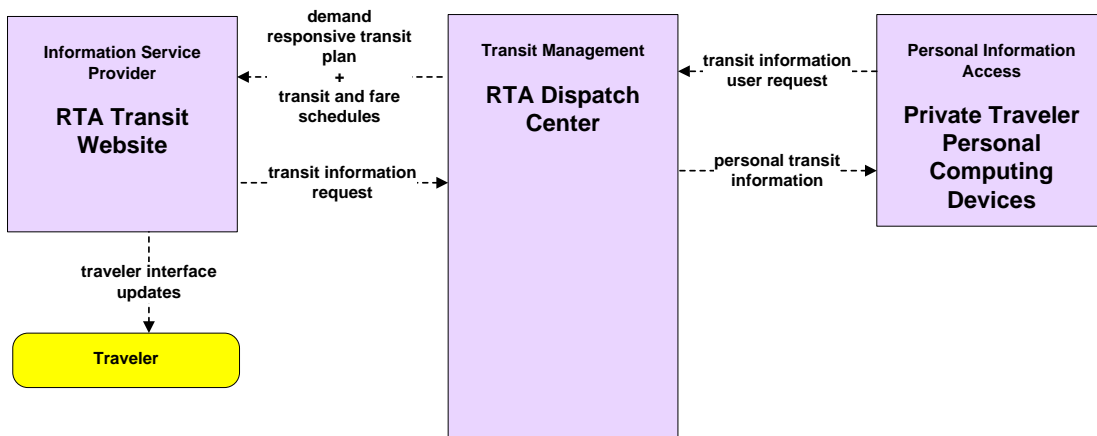 Information Service
Provider
RTA Transit
Website
demand
responsive transit
plan
+
transit and fare
schedules
transit information
request
traveler interface
updates
Traveler
Transit Management
RTA Dispatch
Center
transit information
user request
personal transit
information
Personal Information
Access
Private Traveler
Personal
Computing
Devices